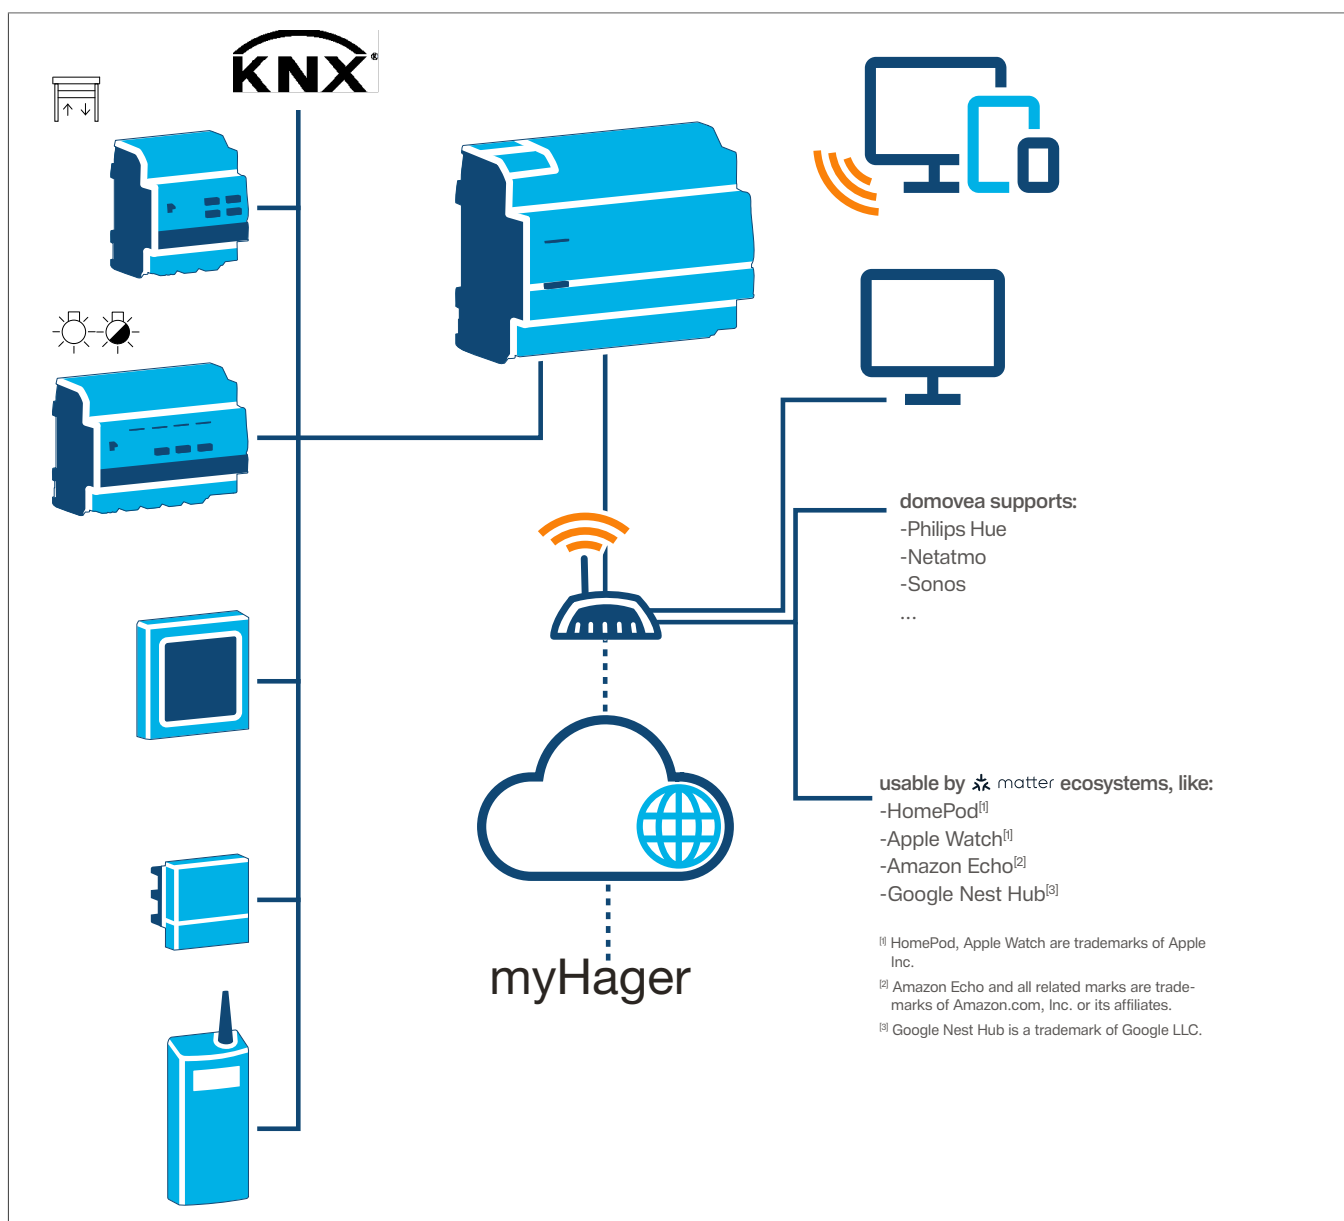 KNX®
domovea supports:
-Philips Hue
-Netatmo
-Sonos
...
usable by matter ecosystems, like:
-HomePod[1]
-Apple Watch[1]
-Amazon Echo[2]
-Google Nest Hub[3]
[1] HomePod, Apple Watch are trademarks of Apple
Inc.
[2] Amazon Echo and all related marks are trade-
marks of Amazon.com, Inc. or its affiliates.
[3] Google Nest Hub is a trademark of Google LLC.
myHager